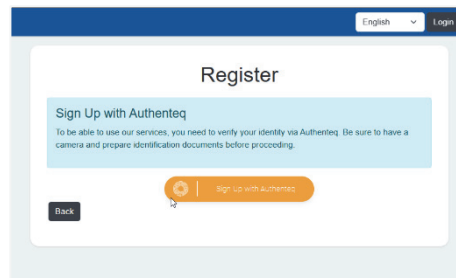 English
Login
Register
Sign Up with Authenteq
To be able to use our services, you need to verify your identity via Authenteq. Be sure to have a
camera and prepare identification documents before proceeding.
Sign Up with Authenteq
Back